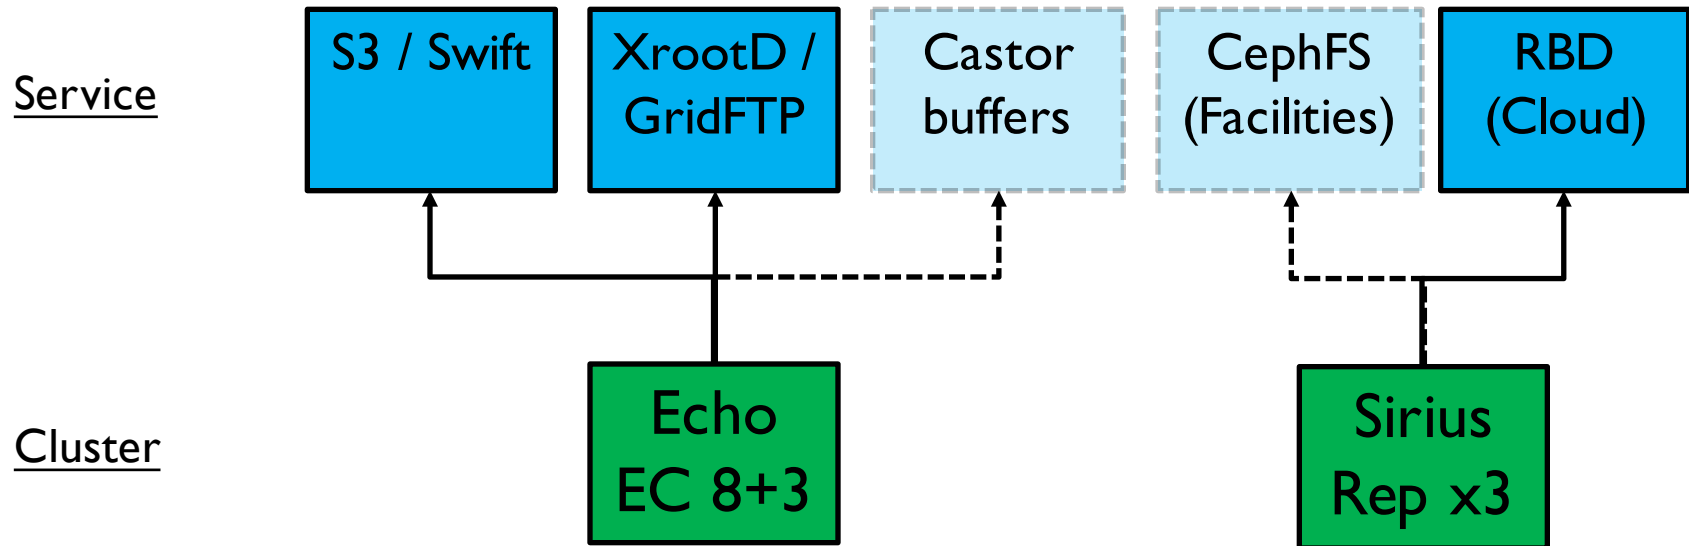 Service
S3 / Swift
XrootD /
GridFTP
Castor
buffers
CephFS
(Facilities)
RBD
(Cloud)
Cluster
Echo
EC 8+3
Sirius
Rep x3